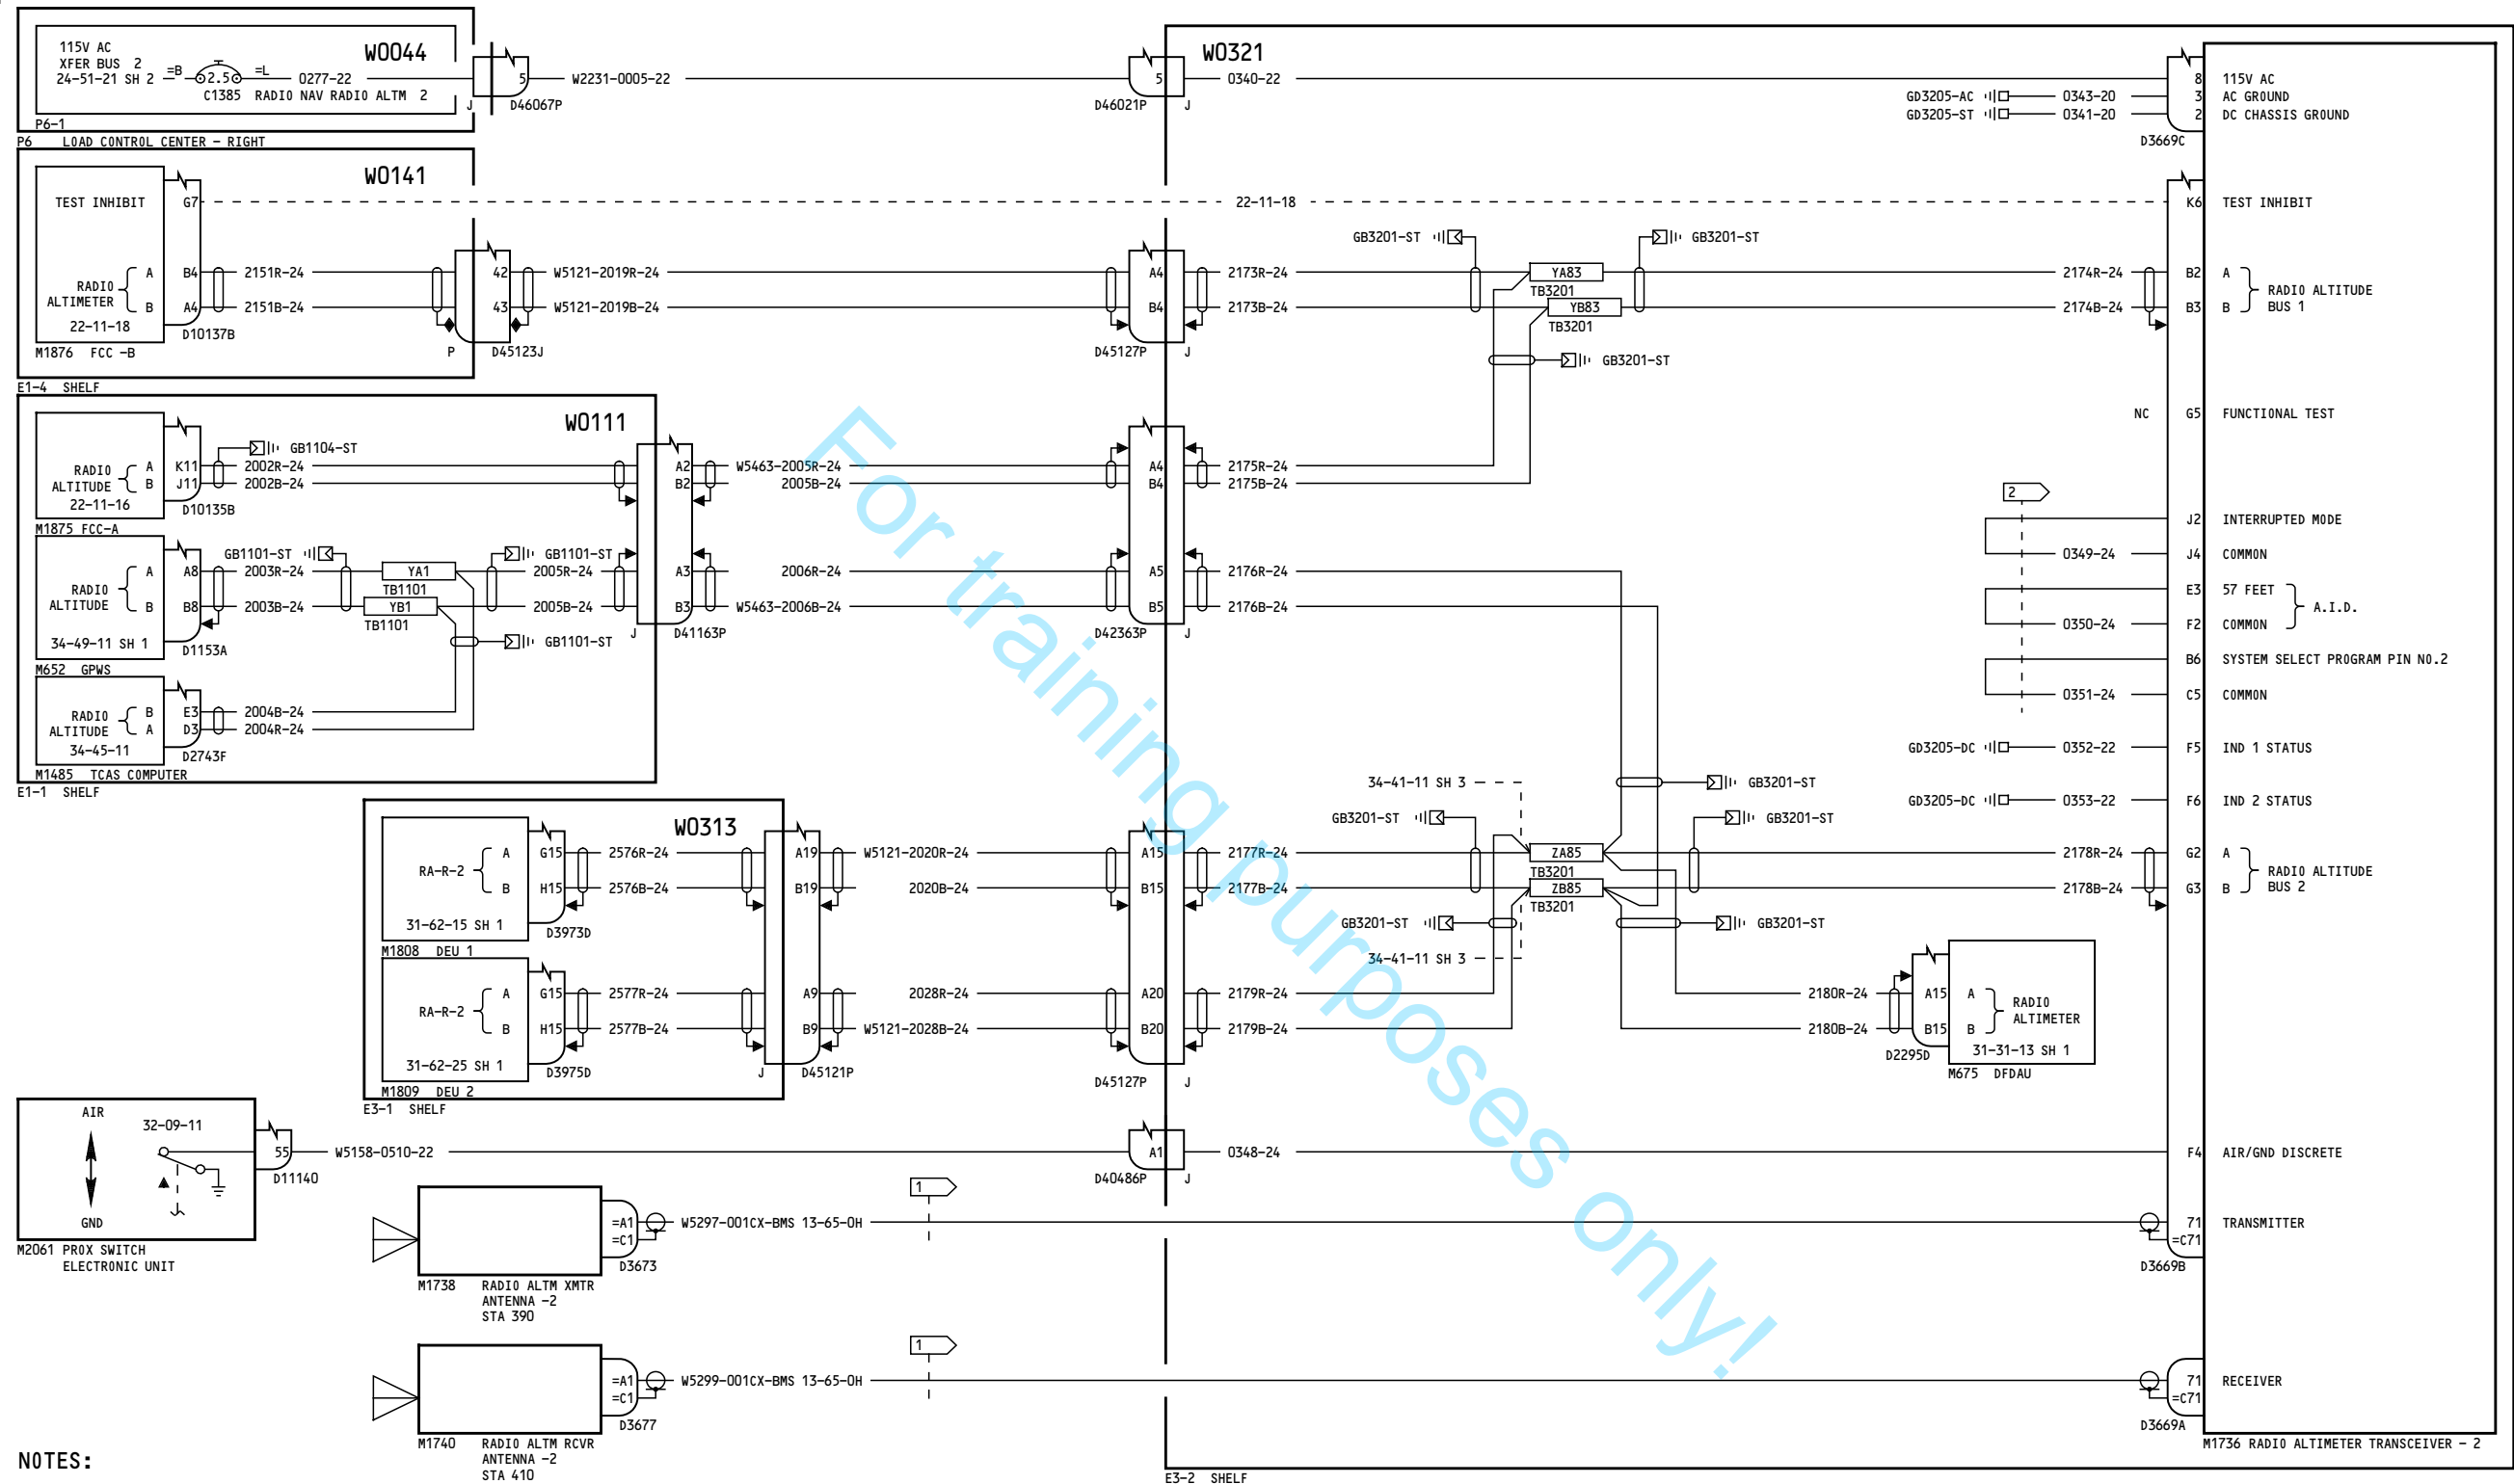 115V AC
XFER BUS 2
24-51-21 SH 2
=B
2.5
=L
0277-22
C1385 RADIO NAV RADIO ALTM 2
W0044
P6-1
P6 LOAD CONTROL CENTER - RIGHT
J
5
D46067P
W2231-0005-22
D46021P
5
J
W0321
0340-22
8
115V AC
GD3205-AC
0343-20
3
AC GROUND
GD3205-ST
0341-20
2
DC CHASSIS GROUND
D3669C
W0141
TEST INHIBIT
G7
22-11-18
K6
TEST INHIBIT
RADIO
ALTIMETER
A
B
22-11-18
M1876 FCC -B
B4
A4
D10137B
2151R-24
2151B-24
P
42
43
D45123J
W5121-2019R-24
W5121-2019B-24
A4
B4
D45127P
J
2173R-24
2173B-24
GB3201-ST
GB3201-ST
YA83
TB3201
YB83
TB3201
GB3201-ST
2174R-24
2174B-24
B2
B3
A
B
RADIO ALTITUDE
BUS 1
E1-4 SHELF
NC
G5
FUNCTIONAL TEST
W0111
RADIO
ALTITUDE
A
B
22-11-16
M1875 FCC-A
K11
J11
D10135B
GB1104-ST
2002R-24
2002B-24
A2
B2
W5463-2005R-24
2005B-24
A4
B4
2175R-24
2175B-24
RADIO
ALTITUDE
A
B
34-49-11 SH 1
M652 GPWS
A8
B8
D1153A
GB1101-ST
2003R-24
2003B-24
YA1
TB1101
YB1
TB1101
GB1101-ST
GB1101-ST
2005R-24
2005B-24
J
A3
B3
D41163P
2006R-24
W5463-2006B-24
A5
B5
D42363P
J
2176R-24
2176B-24
RADIO
ALTITUDE
B
A
34-45-11
M1485 TCAS COMPUTER
E3
D3
D2743F
2004B-24
2004R-24
E1-1 SHELF
2
J2
INTERRUPTED MODE
0349-24
J4
COMMON
E3
57 FEET
0350-24
F2
COMMON
A.I.D.
B6
SYSTEM SELECT PROGRAM PIN NO.2
0351-24
C5
COMMON
GD3205-DC
0352-22
F5
IND 1 STATUS
GD3205-DC
0353-22
F6
IND 2 STATUS
W0313
RA-R-2
A
B
31-62-15 SH 1
M1808 DEU 1
G15
H15
D3973D
2576R-24
2576B-24
A19
B19
W5121-2020R-24
2020B-24
A15
B15
2177R-24
2177B-24
34-41-11 SH 3
GB3201-ST
ZA85
TB3201
ZB85
TB3201
GB3201-ST
34-41-11 SH 3
GB3201-ST
GB3201-ST
GB3201-ST
2178R-24
2178B-24
G2
G3
A
B
RADIO ALTITUDE
BUS 2
RA-R-2
A
B
31-62-25 SH 1
M1809 DEU 2
G15
H15
D3975D
2577R-24
2577B-24
J
A9
B9
D45121P
2028R-24
W5121-2028B-24
A20
B20
D45127P
J
2179R-24
2179B-24
2180R-24
2180B-24
A15
B15
D2295D
A
B
RADIO
ALTIMETER
31-31-13 SH 1
M675 DFDAU
E3-1 SHELF
AIR
GND
32-09-11
M2061 PROX SWITCH
ELECTRONIC UNIT
55
D11140
W5158-0510-22
A1
D40486P
J
0348-24
F4
AIR/GND DISCRETE
=A1
=C1
D3673
M1738 RADIO ALTM XMTR
ANTENNA -2
STA 390
W5297-001CX-BMS 13-65-0H
1
71
=C71
TRANSMITTER
D3669B
=A1
=C1
D3677
M1740 RADIO ALTM RCVR
ANTENNA -2
STA 410
W5299-001CX-BMS 13-65-0H
1
71
=C71
RECEIVER
D3669A
M1736 RADIO ALTIMETER TRANSCEIVER - 2
E3-2 SHELF
NOTES:
For training purposes only!